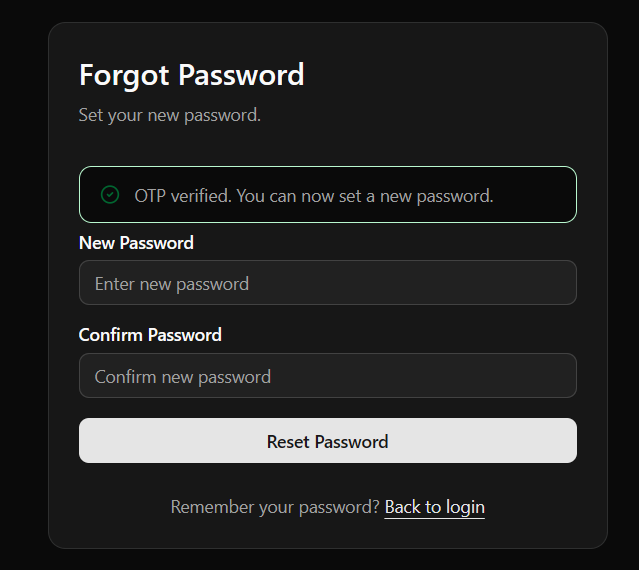 Forgot Password
Set your new password.
OTP verified. You can now set a new password.
New Password
Enter new password
Confirm Password
Confirm new password
Reset Password
Remember your password? Back to login